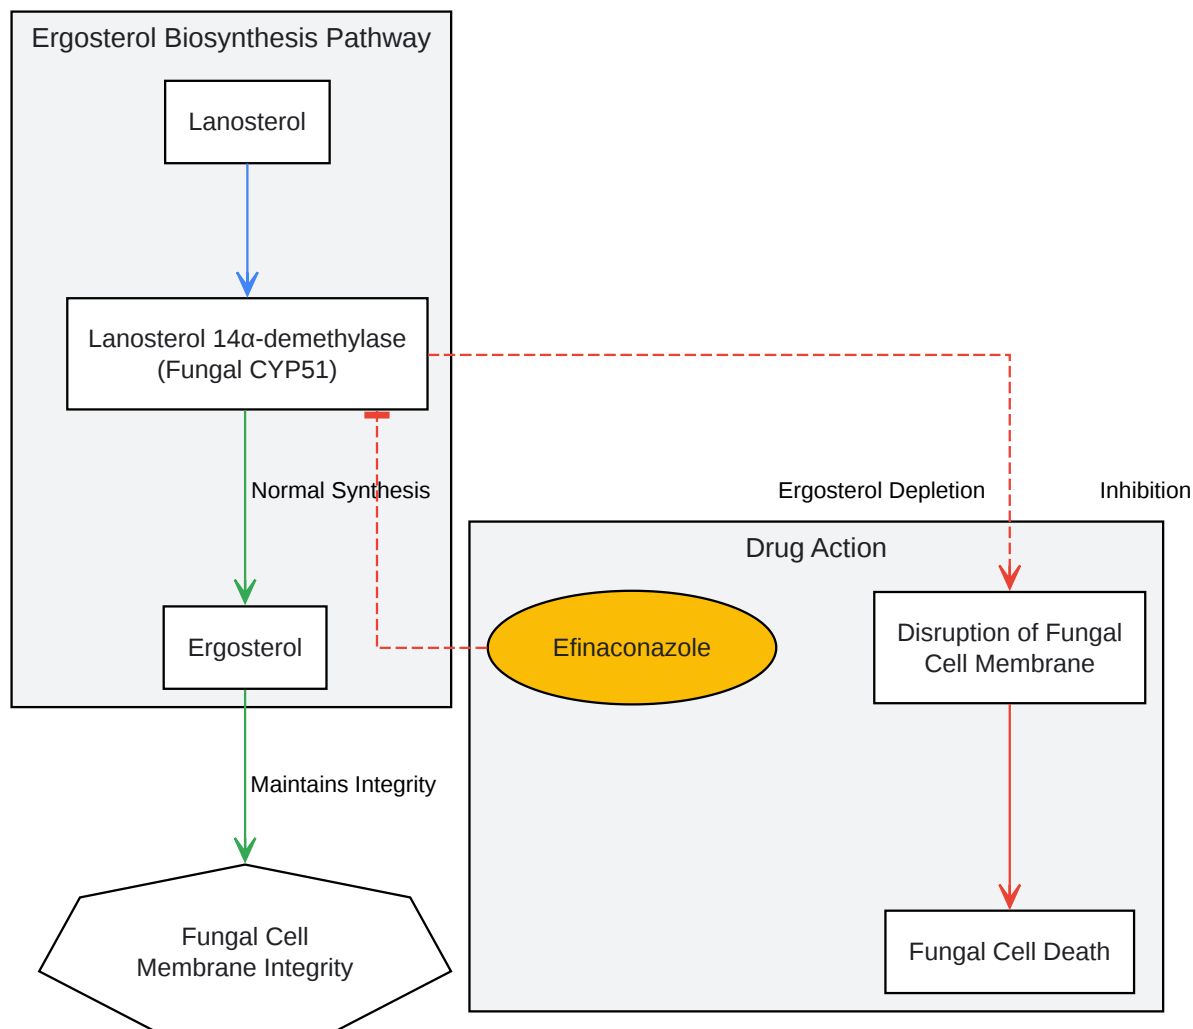 Ergosterol Biosynthesis Pathway
Lanosterol
Lanosterol 14α-demethylase
(Fungal CYP51)
Normal Synthesis
Ergosterol Depletion
Inhibition
Drug Action
Ergosterol
Efinaconazole
Disruption of Fungal
Cell Membrane
Maintains Integrity
Fungal Cell
Membrane Integrity
Fungal Cell Death